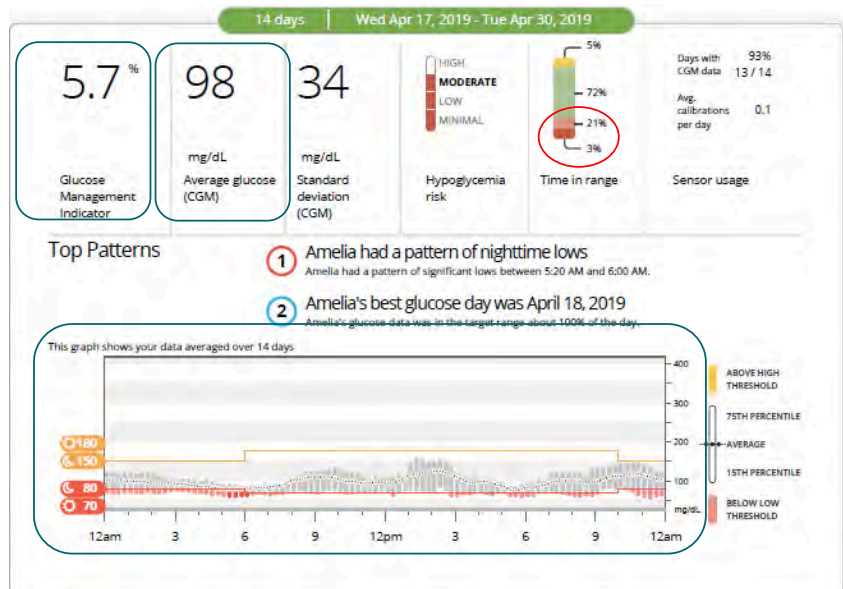 14 days | Wed Apr 17, 2019 - Tue Apr 30, 2019
5.7 %
Glucose
Management
Indicator
98
mg/dL
Average glucose
(CGM)
34
mg/dL
Standard
deviation
(CGM)
HIGH
MODERATE
LOW
MINIMAL
Hypoglycemia
risk
5%
72%
21%
3%
Time in range
Days with
CGM data
93%
13 / 14
Avg.
calibrations
per day
0.1
Sensor usage
Top Patterns
1 Amelia had a pattern of nighttime lows
Amelia had a pattern of significant lows between 5:20 AM and 6:00 AM.
2 Amelia's best glucose day was April 18, 2019
Amelia's glucose data was in the target range about 100% of the day.
This graph shows your data averaged over 14 days
180
150
80
70
400
300
200
100
mg/dL
12am 3 6 9 12pm 3 6 9 12am
ABOVE HIGH
THRESHOLD
75TH PERCENTILE
AVERAGE
15TH PERCENTILE
BELOW LOW
THRESHOLD